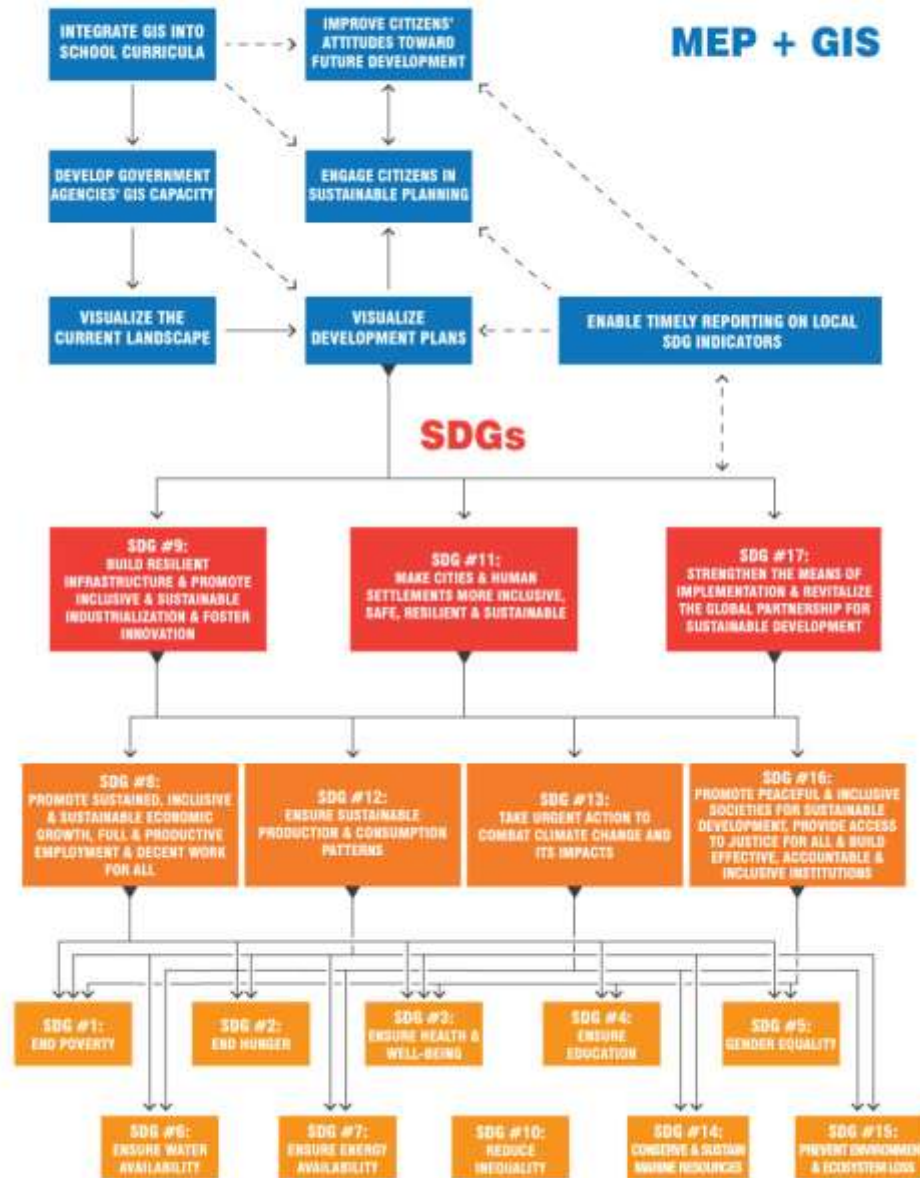 INTEGRATE GIS INTO
SCHOOL CURRICULA
IMPROVE CITIZENS'
ATTITUDES TOWARD
FUTURE DEVELOPMENT
MEP + GIS
DEVELOP GOVERNMENT
AGENCIES' GIS CAPACITY
ENGAGE CITIZENS IN
SUSTAINABLE PLANNING
VISUALIZE THE
CURRENT LANDSCAPE
VISUALIZE
DEVELOPMENT PLANS
ENABLE TIMELY REPORTING ON LOCAL
SDG INDICATORS
SDGs
SDG #9:
BUILD RESILIENT
INFRASTRUCTURE & PROMOTE
INCLUSIVE & SUSTAINABLE
INDUSTRIALIZATION & FOSTER
INNOVATION
SDG #11:
MAKE CITIES & HUMAN
SETTLEMENTS MORE INCLUSIVE,
SAFE, RESILIENT & SUSTAINABLE
SDG #17:
STRENGTHEN THE MEANS OF
IMPLEMENTATION & REVITALIZE
THE GLOBAL PARTNERSHIP FOR
SUSTAINABLE DEVELOPMENT
SDG #8:
PROMOTE SUSTAINED, INCLUSIVE
& SUSTAINABLE ECONOMIC
GROWTH, FULL & PRODUCTIVE
EMPLOYMENT & DECENT WORK
FOR ALL
SDG #12:
ENSURE SUSTAINABLE
PRODUCTION & CONSUMPTION
PATTERNS
SDG #13:
TAKE URGENT ACTION TO
COMBAT CLIMATE CHANGE AND
ITS IMPACTS
SDG #16:
PROMOTE PEACEFUL & INCLUSIVE
SOCIETIES FOR SUSTAINABLE
DEVELOPMENT, PROVIDE ACCESS
TO JUSTICE FOR ALL & BUILD
EFFECTIVE, ACCOUNTABLE &
INCLUSIVE INSTITUTIONS
SDG #1:
END POVERTY
SDG #2:
END HUNGER
SDG #3:
ENSURE HEALTH &
WELL-BEING
SDG #4:
ENSURE
EDUCATION
SDG #5:
GENDER EQUALITY
SDG #6:
ENSURE WATER
AVAILABILITY
SDG #7:
ENSURE ENERGY
AVAILABILITY
SDG #10:
REDUCE
INEQUALITY
SDG #14:
CONSERVE & SUSTAIN
MARINE RESOURCES
SDG #15:
PREVENT ENVIRONMEN
& ECOSYSTEM LOSS